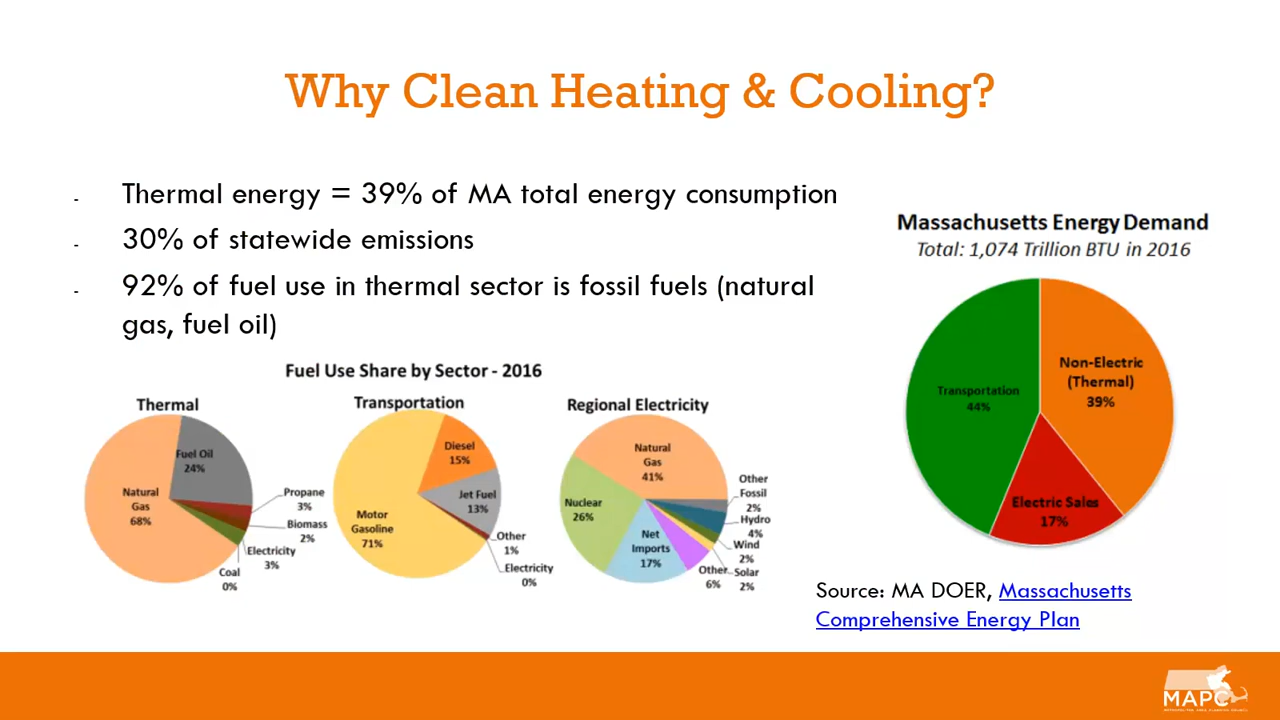 Why Clean Heating & Cooling?
- Thermal energy = 39% of MA total energy consumption
- 30% of statewide emissions
- 92% of fuel use in thermal sector is fossil fuels (natural
gas, fuel oil)
Fuel Use Share by Sector - 2016
Thermal
Fuel Oil
24%
Natural
Gas
68%
Propane
3%
Biomass
2%
Electricity
3%
Coal
0%
Transportation
Diesel
15%
Jet Fuel
13%
Motor
Gasoline
71%
Other
1%
Electricity
0%
Regional Electricity
Natural
Gas
41%
Nuclear
26%
Net
Imports
17%
Other
Fossil
2%
Hydro
4%
Wind
2%
Solar
2%
Other
6%
Massachusetts Energy Demand
Total: 1,074 Trillion BTU in 2016
Non-Electric
(Thermal)
39%
Transportation
44%
Electric Sales
17%
Source: MA DOER, Massachusetts
Comprehensive Energy Plan
MAPC